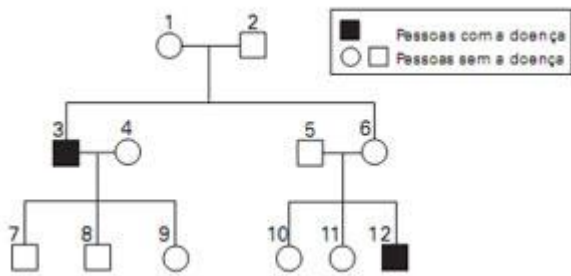 1 2
Pessoas com a doença
Pessoas sem a doença
3 4 5 6
7 8 9 10 11 12